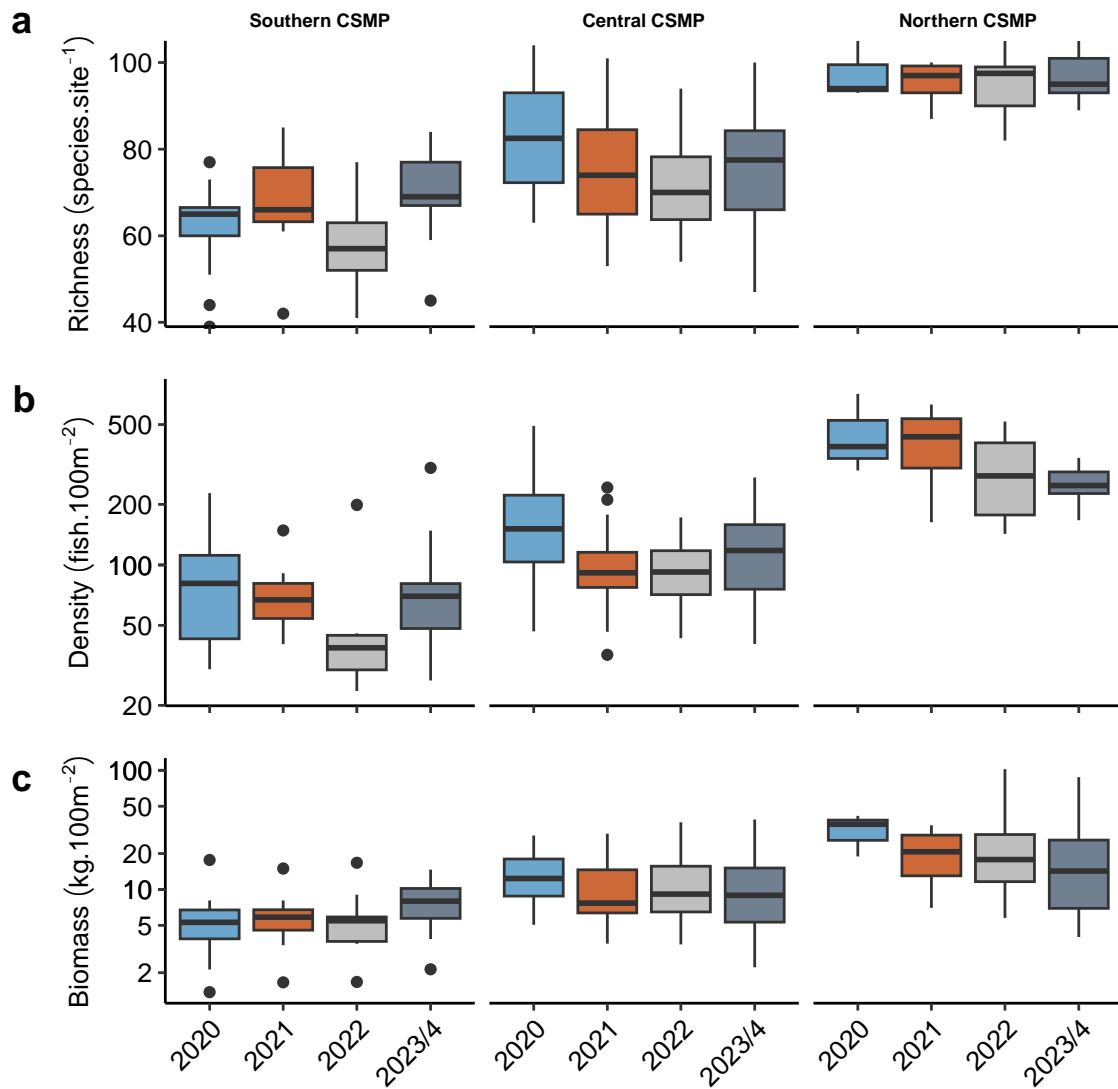 a
Southern CSMP Central CSMP Northern CSMP
Richness (species.site⁻¹)
100
80
60
40
b
Density (fish.100m⁻²)
500
200
100
50
20
c
Biomass (kg.100m⁻²)
100
50
20
10
5
2
2020 2021 2022 2023/4 2020 2021 2022 2023/4 2020 2021 2022 2023/4